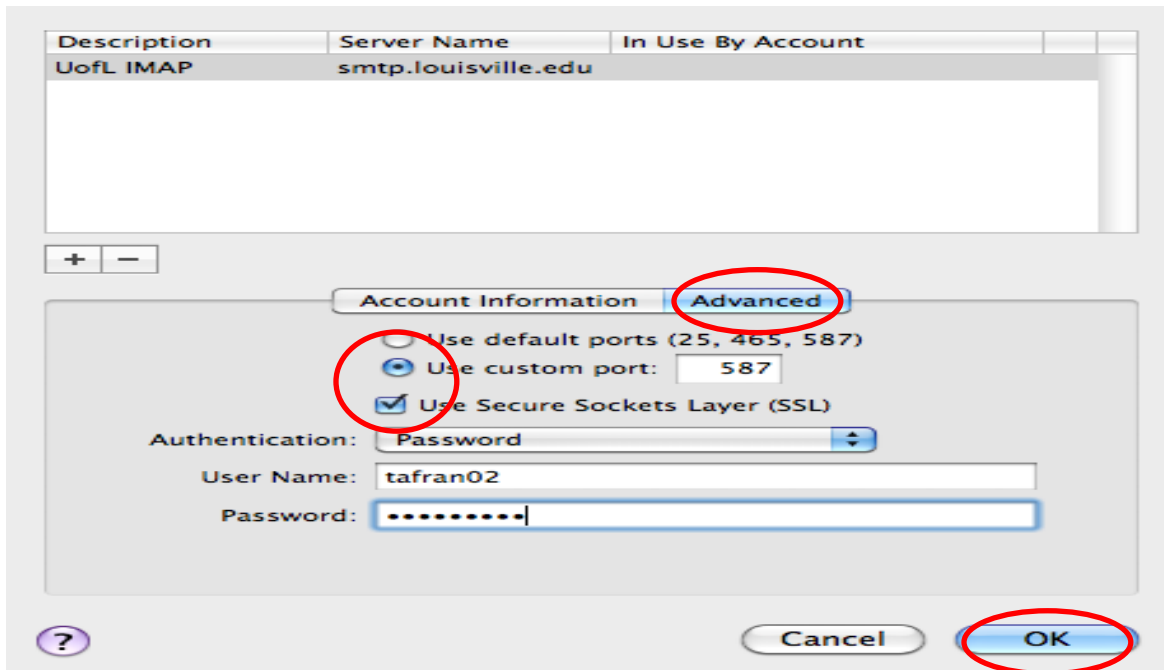 Description Server Name In Use By Account
UofL IMAP smtp.louisville.edu
+ −
Account Information Advanced
Use default ports (25, 465, 587)
Use custom port: 587
Use Secure Sockets Layer (SSL)
Authentication: Password
User Name: tafran02
Password: •••••••••
? Cancel OK